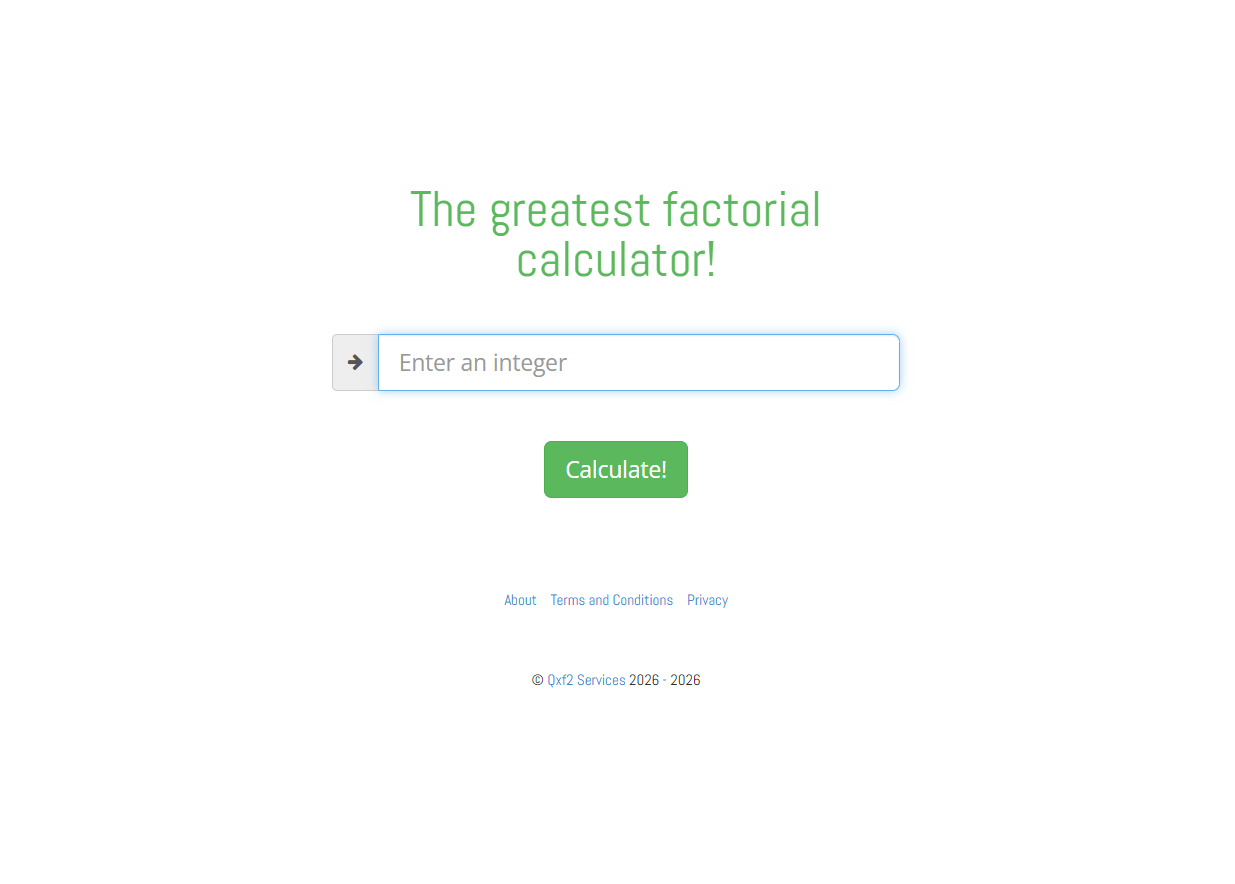 The greatest factorial
calculator!
Enter an integer
Calculate!
About Terms and Conditions Privacy
© Qxf2 Services 2026 - 2026